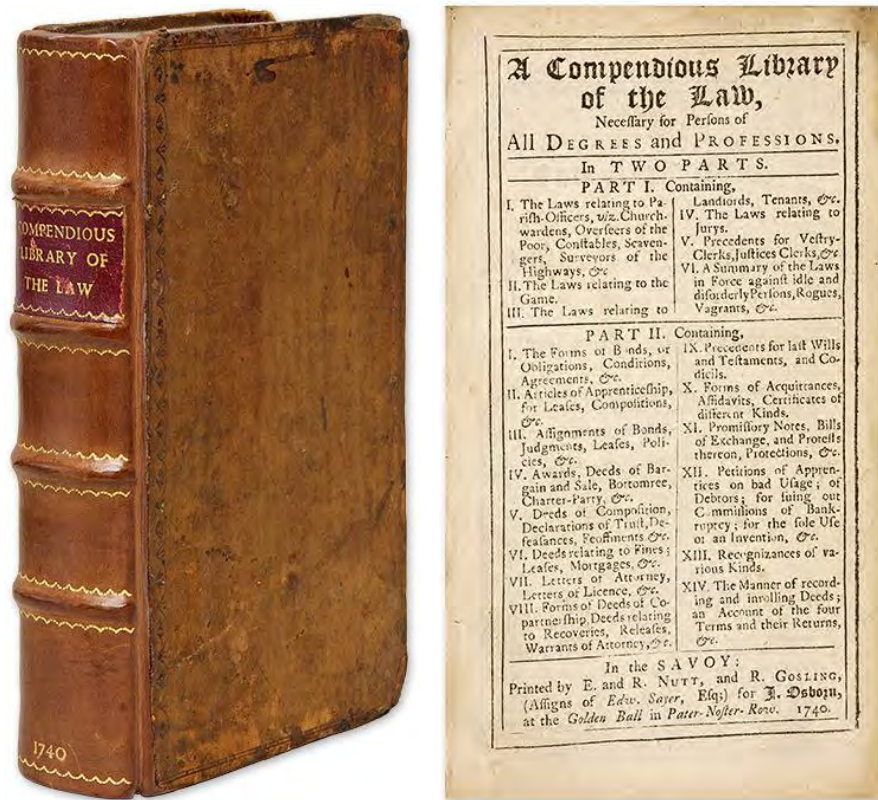 COMPENDIOUS
LIBRARY OF
THE LAW
1740
A Compendious Library
of the Law,
Neceſſary for Perſons of
All DEGREES and PROFESSIONS.
In TWO PARTS.
PART I. Containing,
I. The Laws relating to Pa-
riſh-Officers, viz. Church-
wardens, Overſeers of the
Poor, Conſtables, Scaven-
gers, Surveyors of the
Highways, &c
II. The Laws relating to the
Game.
III. The Laws relating to
Landlords, Tenants, &c.
IV. The Laws relating to
Jurys.
V. Precedents for Veſtry-
Clerks, Juſtices Clerks, &c
VI. A Summary of the Laws
in Force againſt idle and
diſorderly Perſons, Rogues,
Vagrants, &c.
PART II. Containing,
I. The Forms of Bonds, or
Obligations, Conditions,
Agreements, &c.
II. Articles of Apprenticeſhip,
for Leaſes, Compoſitions,
&c.
III. Aſſignments of Bonds,
Judgments, Leaſes, Poli-
cies, &c.
IV. Awards, Deeds of Bar-
gain and Sale, Bottomree,
Charter-Party, &c.
V. Deeds of Compoſition,
Declarations of Truſt, De-
feaſances, Feoffments &c.
VI. Deeds relating to Fines;
Leaſes, Mortgages, &c.
VII. Letters of Attorney,
Letters of Licence, &c.
VIII. Forms of Deeds of Co-
partnerſhip, Deeds relating
to Recoveries, Releaſes,
Warrants of Attorney, &c.
IX. Precedents for laſt Wills
and Teſtaments, and Co-
dicils.
X. Forms of Acquittances,
Affidavits, Certificates of
different Kinds.
XI. Promiſſory Notes, Bills
of Exchange, and Proteſts
thereon, Protections, &c.
XII. Petitions of Appren-
tices on bad Uſage; of
Debtors; for ſuing out
Commiſſions of Bank-
ruptcy; for the ſole Uſe
of an Invention, &c.
XIII. Recognizances of va-
rious Kinds.
XIV. The Manner of record-
ing and inrolling Deeds;
an Account of the four
Terms and their Returns,
&c.
In the SAVOY:
Printed by E. and R. NUTT, and R. GOSLING,
(Aſſigns of Edw. Sayer, Eſq;) for J. Osborn,
at the Golden Ball in Pater-Noſter-Row. 1740.